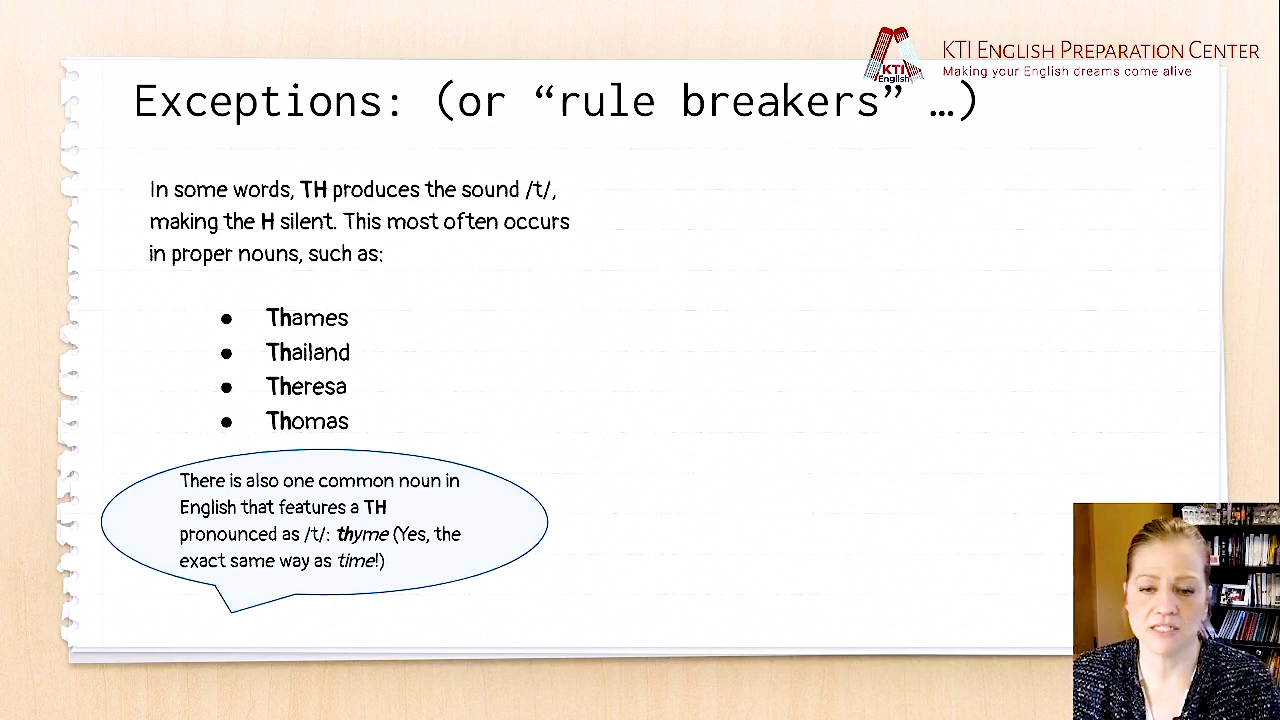 KTI ENGLISH PREPARATION CENTER
Making your English dreams come alive
KTI
English
Exceptions: (or “rule breakers” …)
In some words, TH produces the sound /t/,
making the H silent. This most often occurs
in proper nouns, such as:
● Thames
● Thailand
● Theresa
● Thomas
There is also one common noun in
English that features a TH
pronounced as /t/: thyme (Yes, the
exact same way as time!)